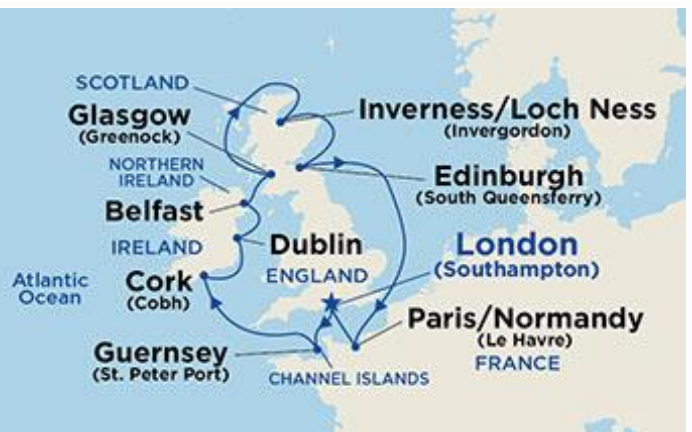 SCOTLAND
Glasgow
(Greenock)
Inverness/Loch Ness
(Invergordon)
NORTHERN
IRELAND
Edinburgh
(South Queensferry)
Belfast
IRELAND
Dublin
London
(Southampton)
ENGLAND
Atlantic
Ocean
Cork
(Cobh)
Paris/Normandy
(Le Havre)
FRANCE
Guernsey
(St. Peter Port)
CHANNEL ISLANDS